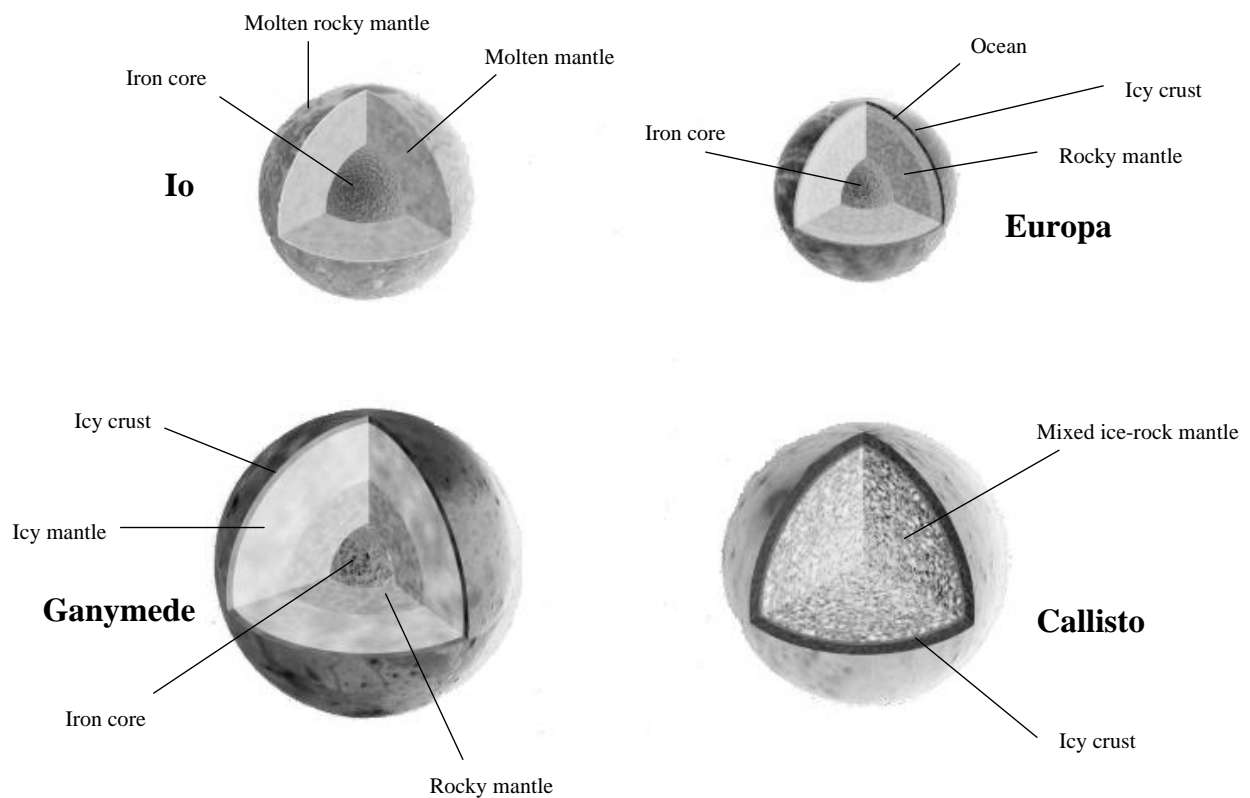 Molten rocky mantle
Molten mantle
Iron core
Io
Ocean
Icy crust
Iron core
Rocky mantle
Europa
Icy crust
Icy mantle
Ganymede
Iron core
Rocky mantle
Mixed ice-rock mantle
Callisto
Icy crust